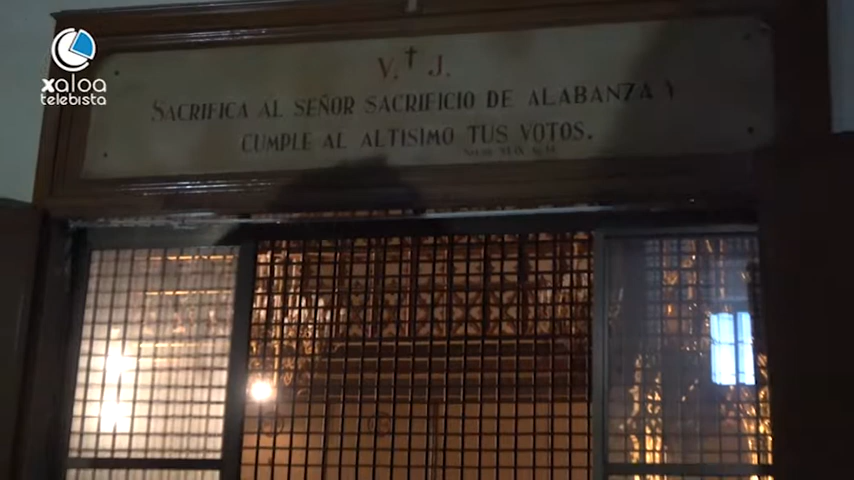 xaloa
telebista
V. † J.
SACRIFICA AL SEÑOR SACRIFICIO DE ALABANZA Y
CUMPLE AL ALTISIMO TUS VOTOS.